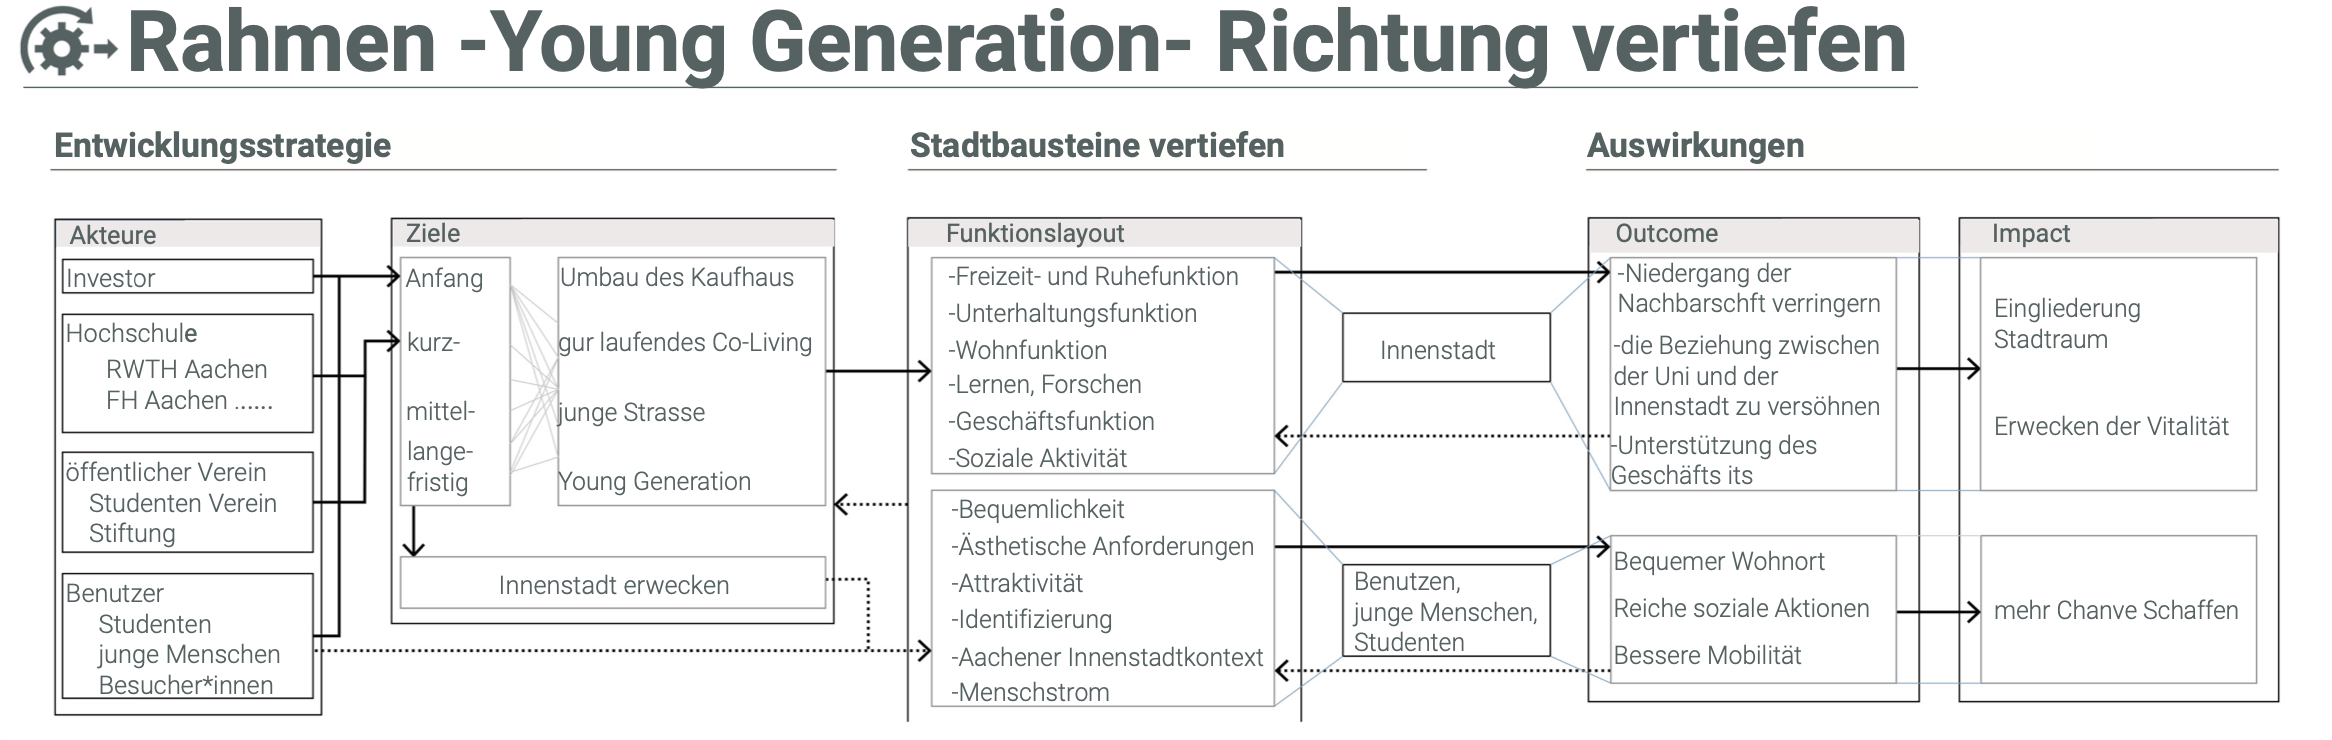 Rahmen -Young Generation- Richtung vertiefen
Entwicklungsstrategie
Akteure
Investor
Hochschule
RWTH Aachen
FH Aachen ......
öffentlicher Verein
Studenten Verein
Stiftung
Benutzer
Studenten
junge Menschen
Besucher*innen
Ziele
Anfang
kurz-
mittel-
lange-
fristig
Umbau des Kaufhaus
gur laufendes Co-Living
junge Strasse
Young Generation
Innenstadt erwecken
Stadtbausteine vertiefen
Funktionslayout
-Freizeit- und Ruhefunktion
-Unterhaltungsfunktion
-Wohnfunktion
-Lernen, Forschen
-Geschäftsfunktion
-Soziale Aktivität
-Bequemlichkeit
-Ästhetische Anforderungen
-Attraktivität
-Identifizierung
-Aachener Innenstadtkontext
-Menschstrom
Innenstadt
Benutzen,
junge Menschen,
Studenten
Auswirkungen
Outcome
-Niedergang der
Nachbarschft verringern
-die Beziehung zwischen
der Uni und der
Innenstadt zu versöhnen
-Unterstützung des
Geschäfts its
Bequemer Wohnort
Reiche soziale Aktionen
Bessere Mobilität
Impact
Eingliederung
Stadtraum
Erwecken der Vitalität
mehr Chanve Schaffen